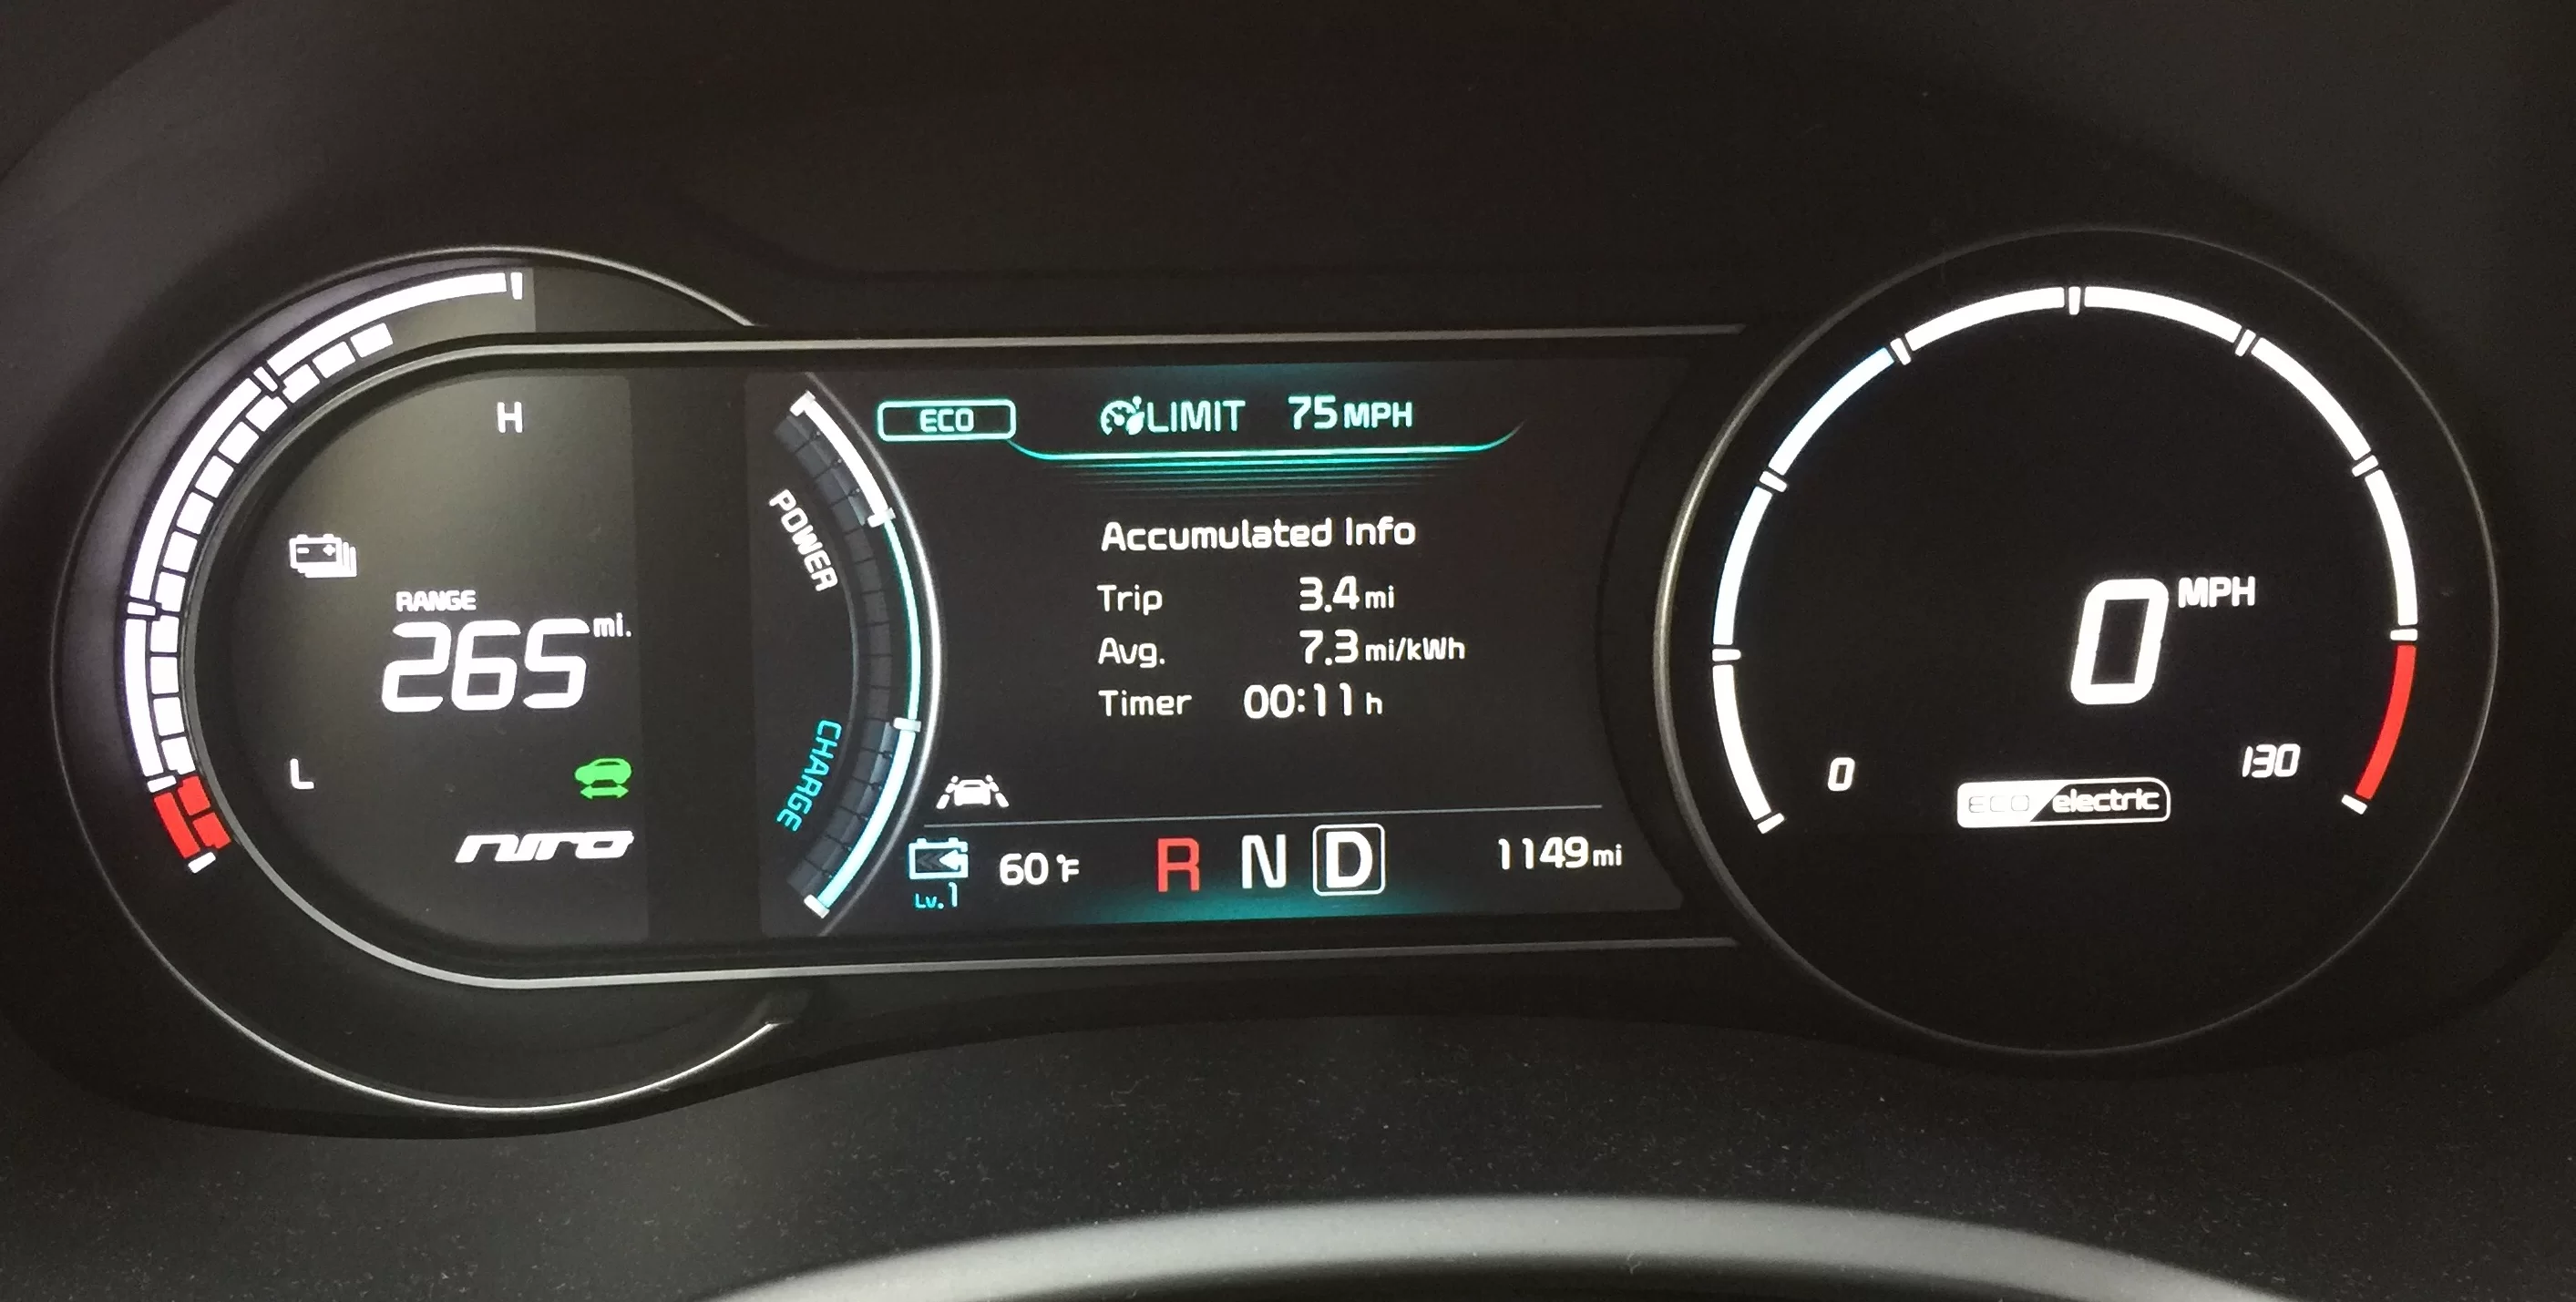 H
RANGE
265 mi.
L
niro
POWER
CHARGE
ECO
LIMIT 75 MPH
Accumulated Info
Trip 3.4 mi
Avg. 7.3 mi/kWh
Timer 00:11 h
Lv.1
60 °F
R N D
1149 mi
0 MPH
0
130
ECO electric